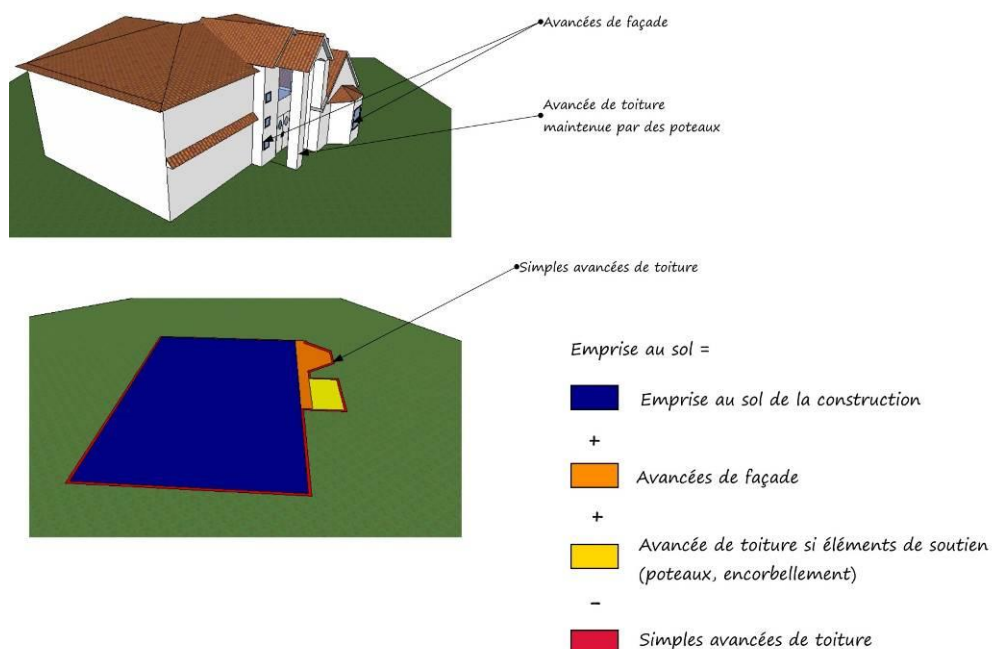 Avancées de façade
Avancée de toiture
maintenue par des poteaux
Simples avancées de toiture
Emprise au sol =
Emprise au sol de la construction
+
Avancées de façade
+
Avancée de toiture si éléments de soutien
(poteaux, encorbellement)
-
Simples avancées de toiture